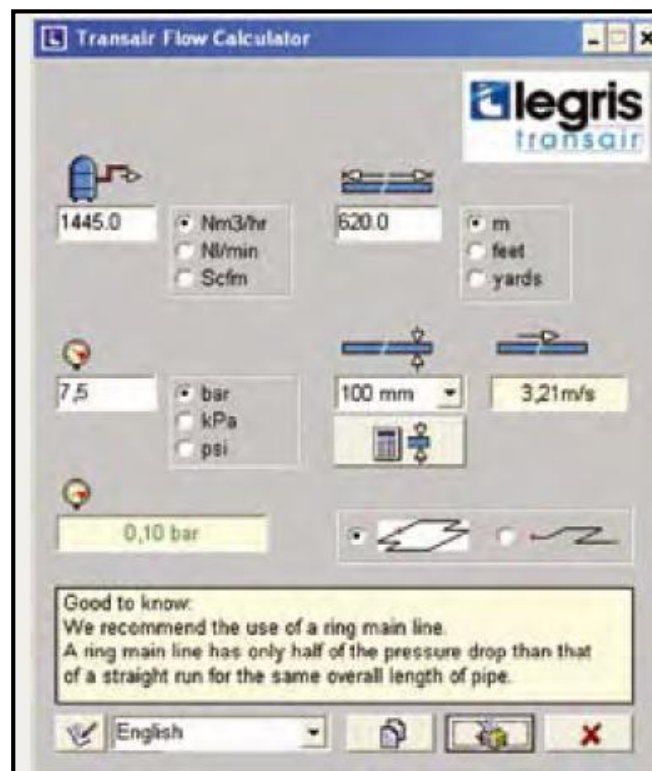 Transair Flow Calculator
legris
transair
1445.0
Nm3/hr
Nl/min
Scfm
620.0
m
feet
yards
7,5
bar
kPa
psi
100 mm
3,21m/s
0,10 bar
Good to know:
We recommend the use of a ring main line.
A ring main line has only half of the pressure drop than that
of a straight run for the same overall length of pipe.
English